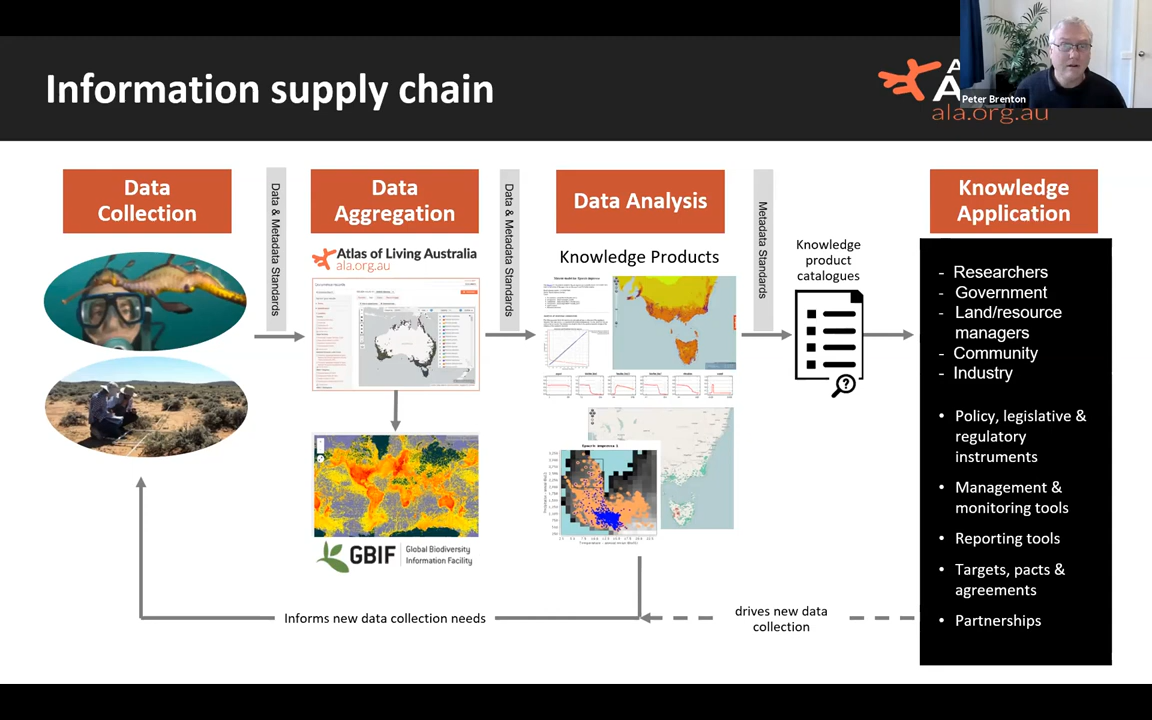 Information supply chain
A
A
ala.org.au
Peter Brenton
Data
Collection
Data & Metadata Standards
Data
Aggregation
Atlas of Living Australia
ala.org.au
GBIF
Global Biodiversity
Information Facility
Data & Metadata Standards
Data Analysis
Knowledge Products
Metadata Standards
Knowledge
product
catalogues
?
Knowledge
Application
- Researchers
- Government
- Land/resource
managers
- Community
- Industry
• Policy, legislative &
regulatory
instruments
• Management &
monitoring tools
• Reporting tools
• Targets, pacts &
agreements
• Partnerships
Informs new data collection needs
drives new data
collection